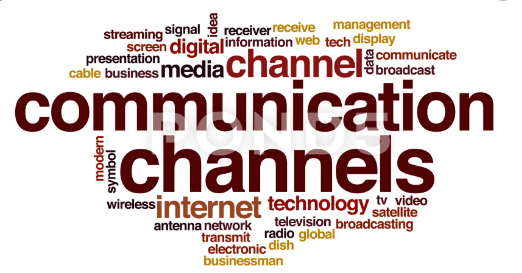 idea
streaming signal receiver receive management
screen digital information web tech display
presentation media channel data communicate
cable business broadcast
communication
POND5
channels
modern symbol
wireless internet technology tv video
satellite
antenna network television broadcasting
transmit radio global
electronic dish
businessman